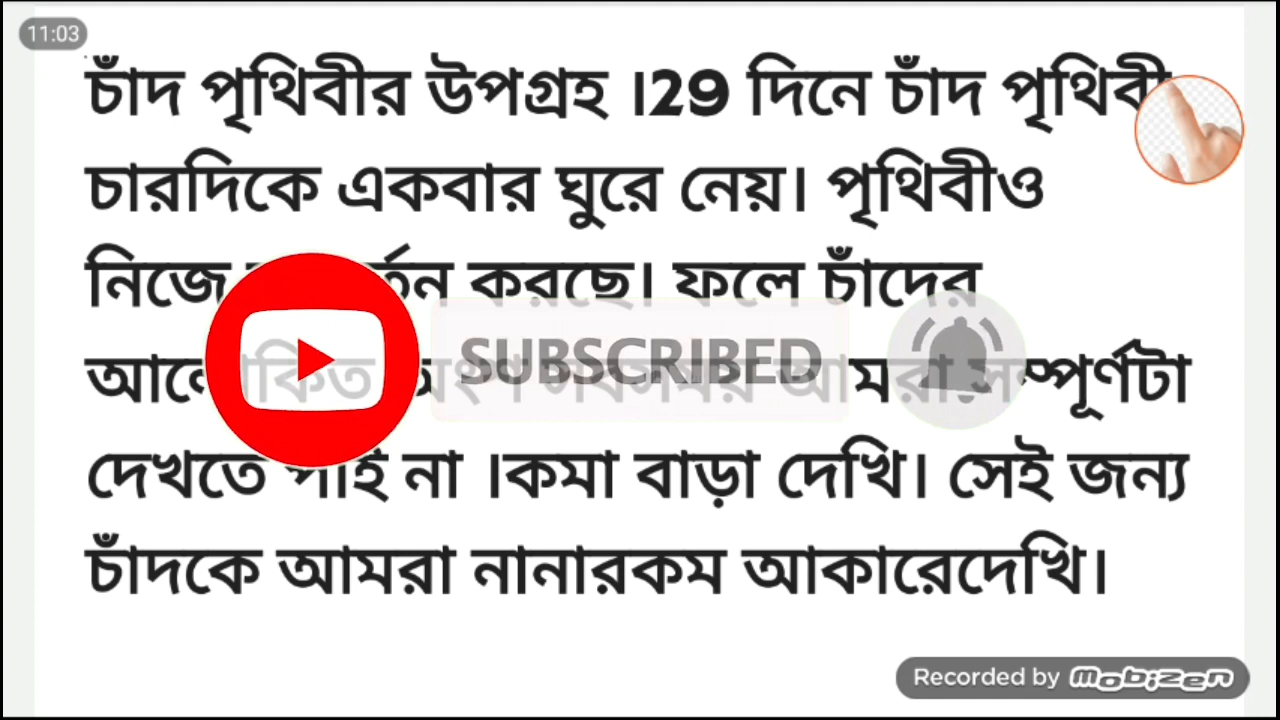 11:03
চাঁদ পৃথিবীর উপগ্রহ ।29 দিনে চাঁদ পৃথিবী
চারদিকে একবার ঘুরে নেয়। পৃথিবীও
নিজে করছে। ফলে চাঁদের
SUBSCRIBED
আমরা সম্পূর্ণটা
দেখতে পাই না ।কমা বাড়া দেখি। সেই জন্য
চাঁদকে আমরা নানারকম আকারেদেখি।
Recorded by Mobizen